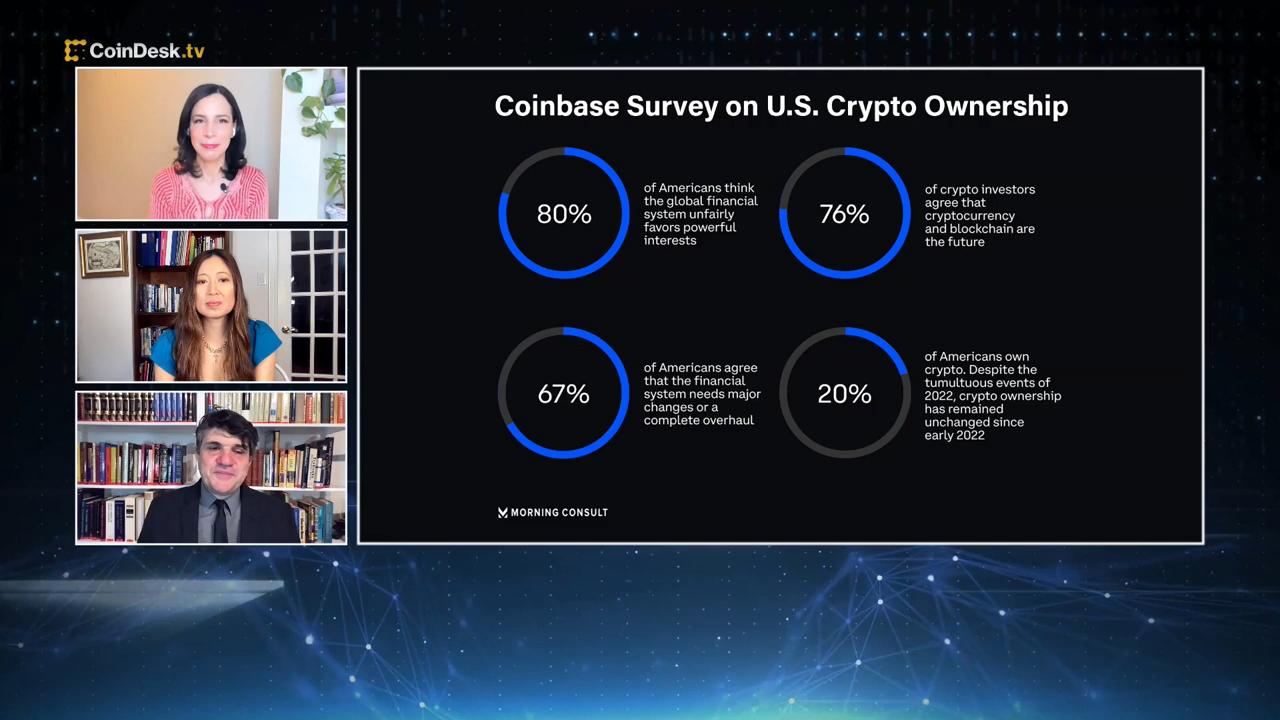 CoinDesk.tv
Coinbase Survey on U.S. Crypto Ownership
80%
of Americans think
the global financial
system unfairly
favors powerful
interests
76%
of crypto investors
agree that
cryptocurrency
and blockchain are
the future
67%
of Americans agree
that the financial
system needs major
changes or a
complete overhaul
20%
of Americans own
crypto. Despite the
tumultuous events of
2022, crypto ownership
has remained
unchanged since
early 2022
MORNING CONSULT